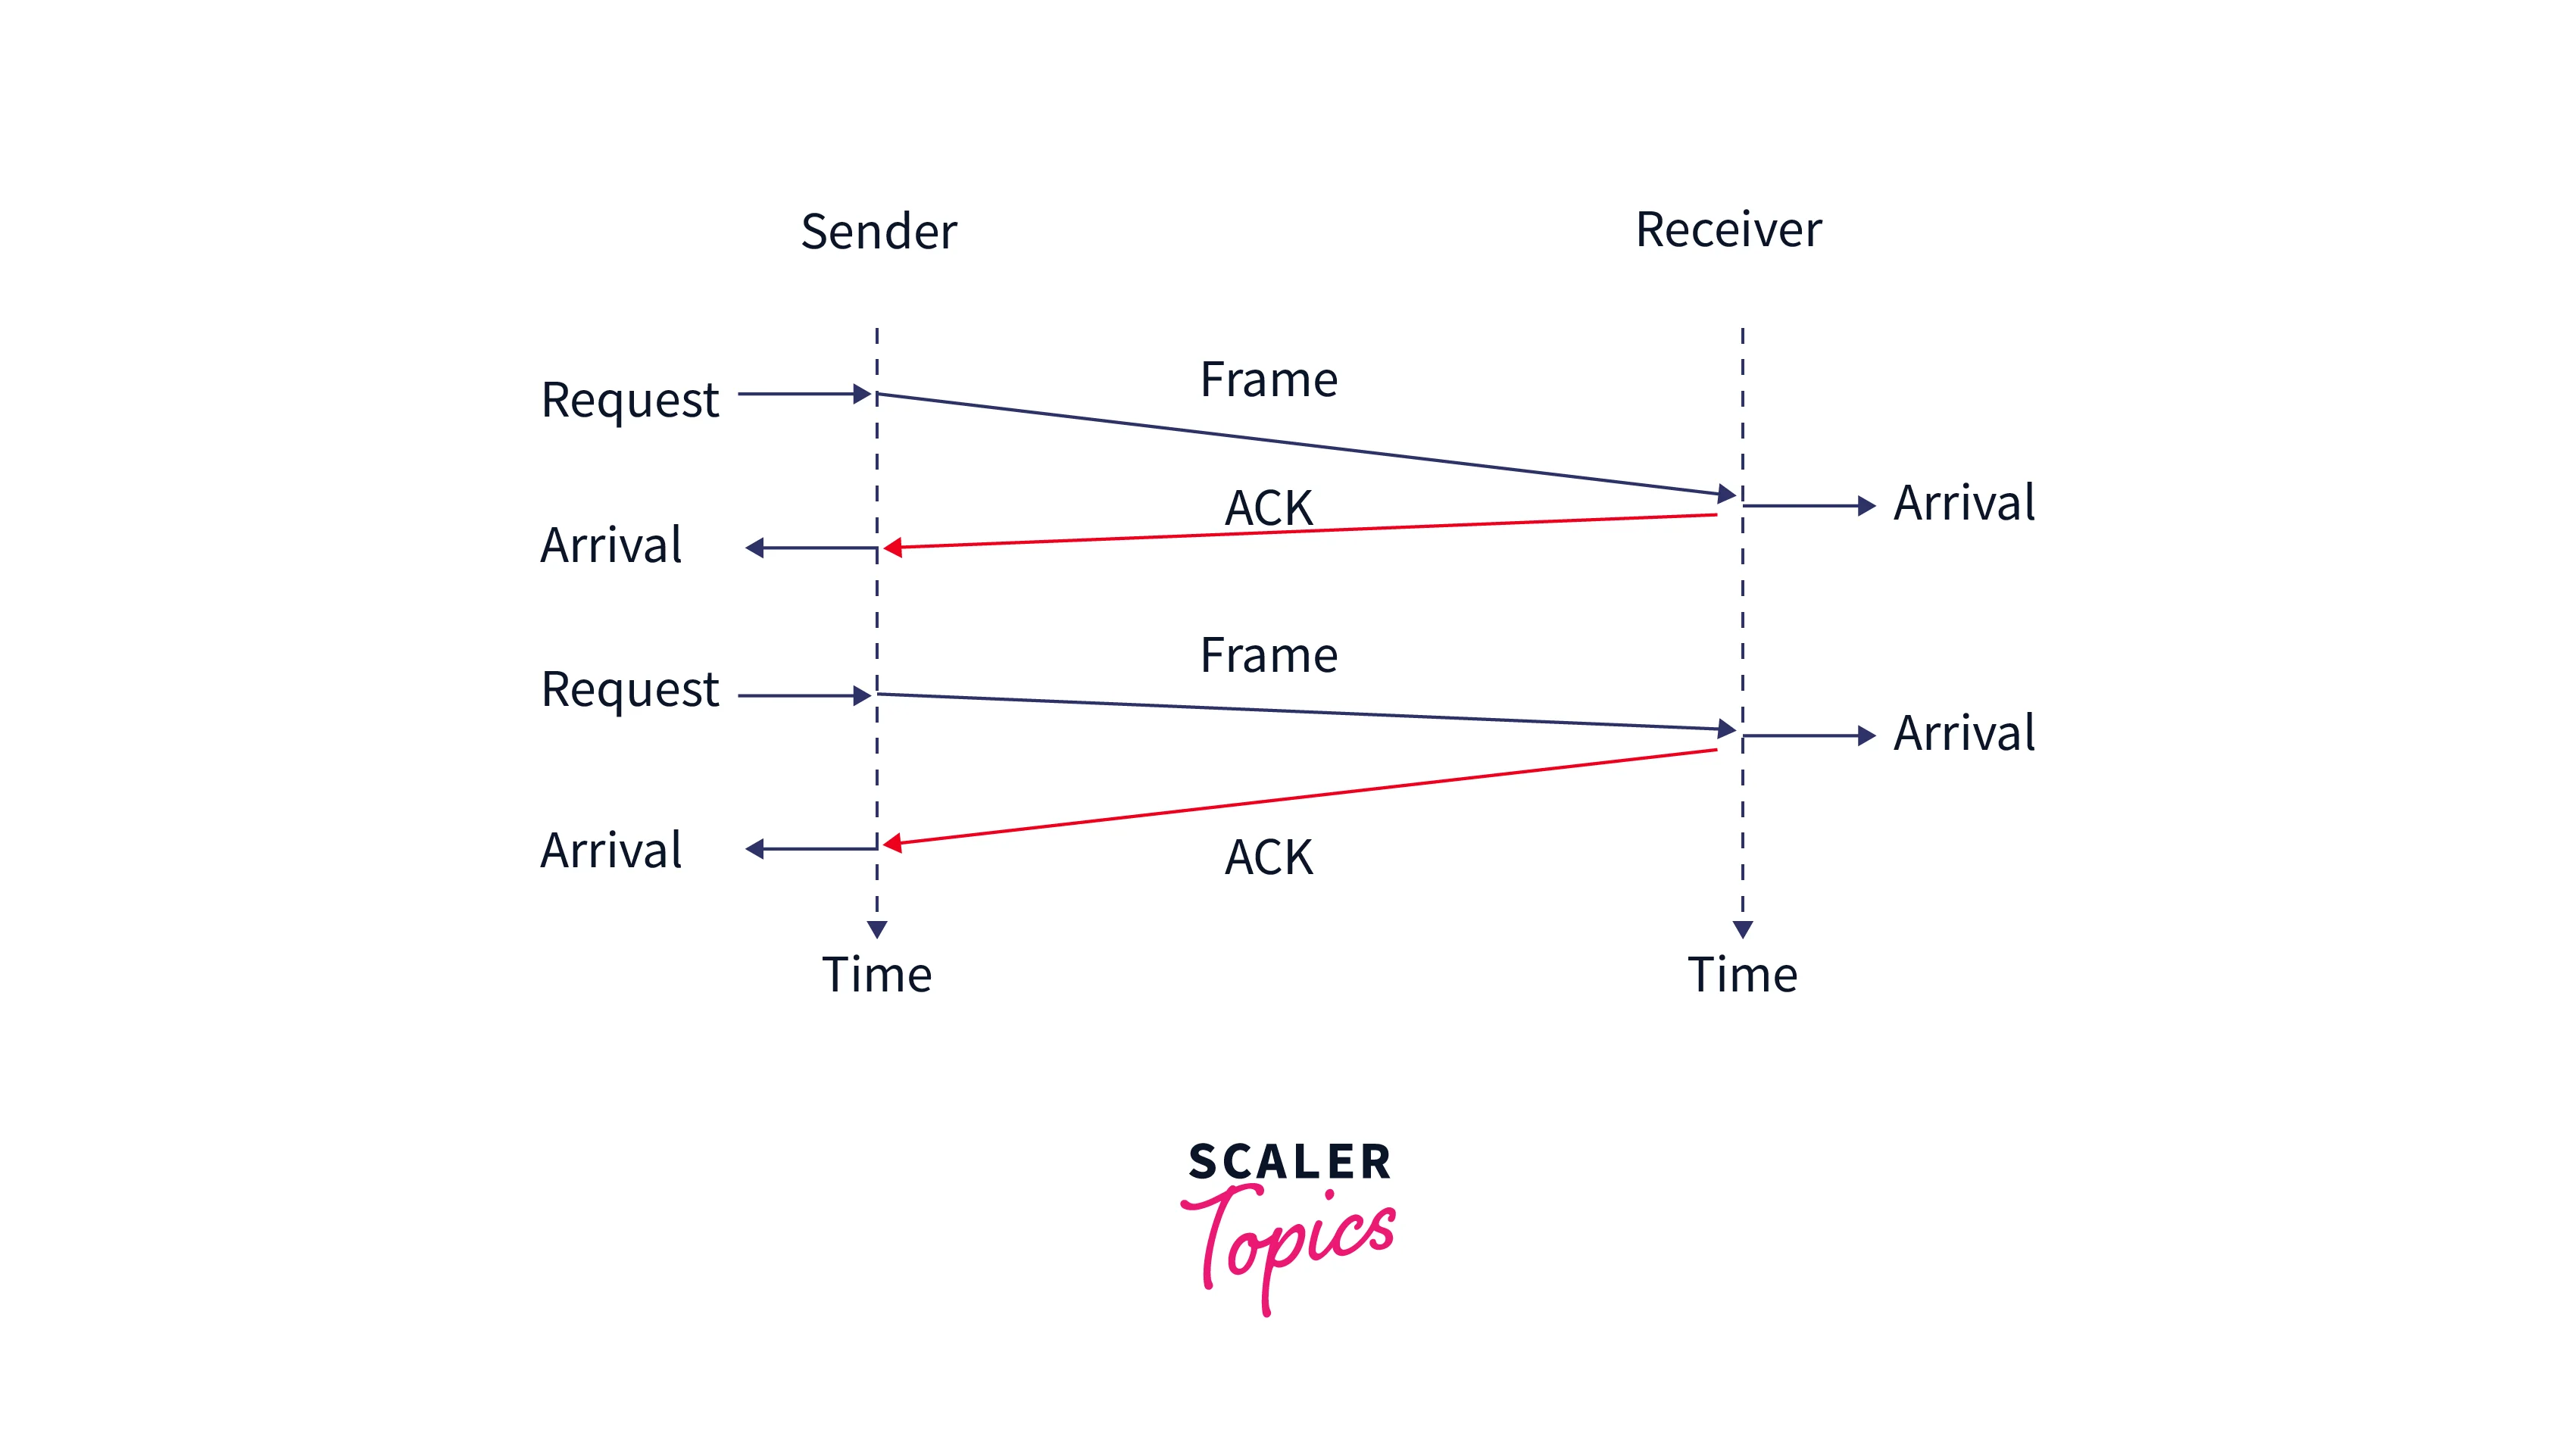 Sender
Receiver
Request
Frame
ACK
Arrival
Arrival
Request
Frame
Arrival
Arrival
ACK
Time
Time
SCALER
Topics